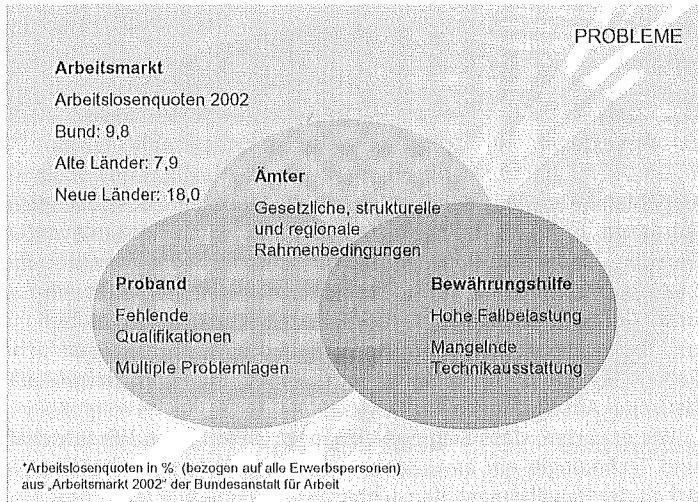 PROBLEME
Arbeitsmarkt
Arbeitslosenquoten 2002
Bund: 9,8
Alte Länder: 7,9
Neue Länder: 18,0
Ämter
Gesetzliche, strukturelle
und regionale
Rahmenbedingungen
Proband
Fehlende
Qualifikationen
Multiple Problemlagen
Bewährungshilfe
Hohe Fallbelastung
Mangelnde
Technikausstattung
*Arbeitslosenquoten in % (bezogen auf alle Erwerbspersonen)
aus „Arbeitsmarkt 2002“ der Bundesanstalt für Arbeit